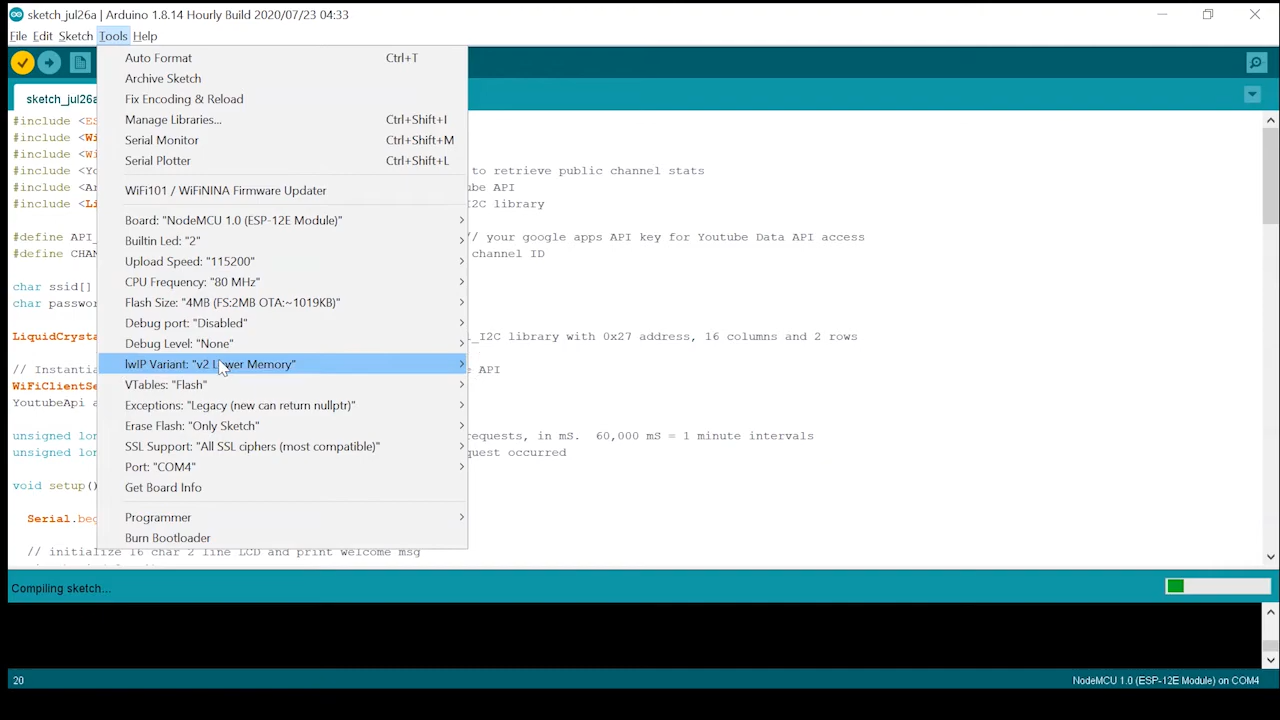 sketch_jul26a | Arduino 1.8.14 Hourly Build 2020/07/23 04:33
File Edit Sketch Tools Help
sketch_jul26a
Auto Format Ctrl+T
Archive Sketch
Fix Encoding & Reload
Manage Libraries... Ctrl+Shift+I
Serial Monitor Ctrl+Shift+M
Serial Plotter Ctrl+Shift+L
WiFi101 / WiFiNINA Firmware Updater
Board: "NodeMCU 1.0 (ESP-12E Module)"
Builtin Led: "2"
Upload Speed: "115200"
CPU Frequency: "80 MHz"
Flash Size: "4MB (FS:2MB OTA:~1019KB)"
Debug port: "Disabled"
Debug Level: "None"
lwIP Variant: "v2 Lower Memory"
VTables: "Flash"
Exceptions: "Legacy (new can return nullptr)"
Erase Flash: "Only Sketch"
SSL Support: "All SSL ciphers (most compatible)"
Port: "COM4"
Get Board Info
Programmer
Burn Bootloader
#include <ES
#include <Wi
#include <Wi
#include <Yo to retrieve public channel stats
#include <Ar ube API
#include <Li I2C library
#define API_ // your google apps API key for Youtube Data API access
#define CHAN channel ID
char ssid[]
char passwo
LiquidCrysta _I2C library with 0x27 address, 16 columns and 2 rows
// Instantia API
WiFiClientSe
YoutubeApi a
unsigned lon equests, in mS. 60,000 mS = 1 minute intervals
unsigned lon quest occurred
void setup()
Serial.beg
// initialize 16 char 2 line LCD and print welcome msg
Compiling sketch...
20 NodeMCU 1.0 (ESP-12E Module) on COM4